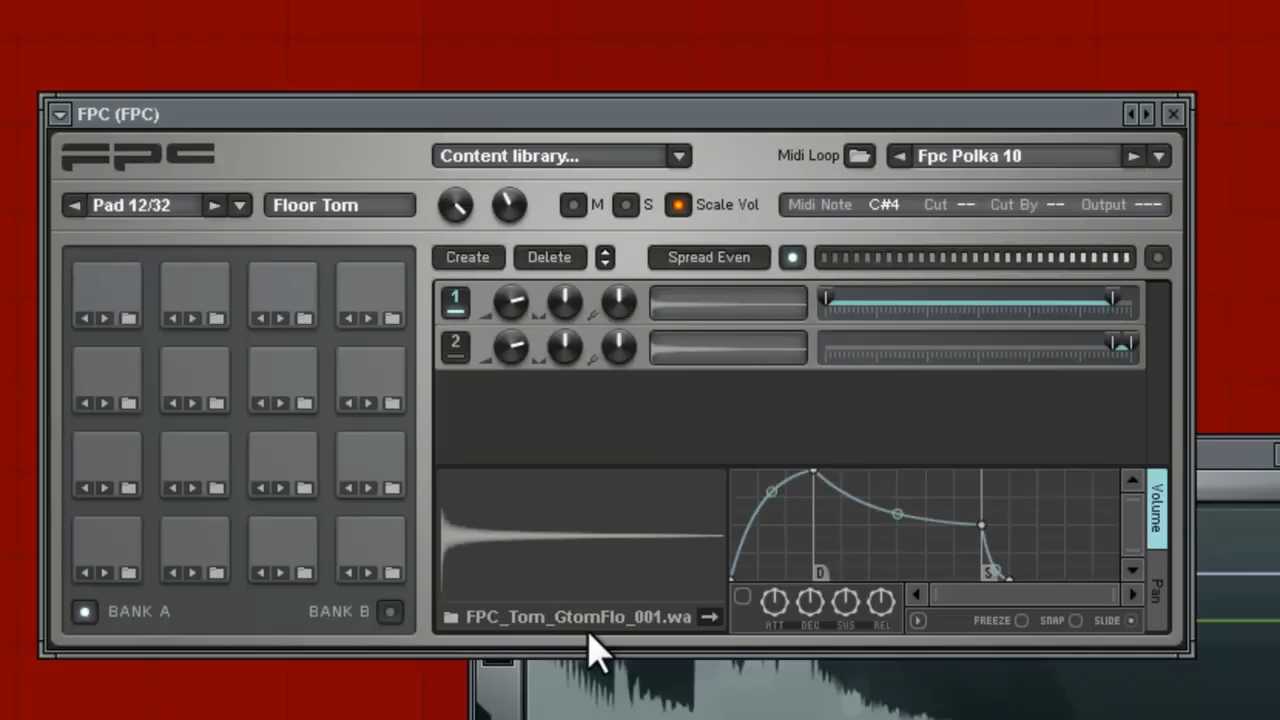 FPC (FPC)
FPC
Content library...
Midi Loop
Fpc Polka 10
Pad 12/32
Floor Tom
M
S
Scale Vol
Midi Note C#4 Cut -- Cut By -- Output ---
Create
Delete
Spread Even
1
2
Volume
D
S
Pan
BANK A
BANK B
FPC_Tom_GtomFlo_001.wa
ATT DEC SUS REL
FREEZE SNAP SLIDE